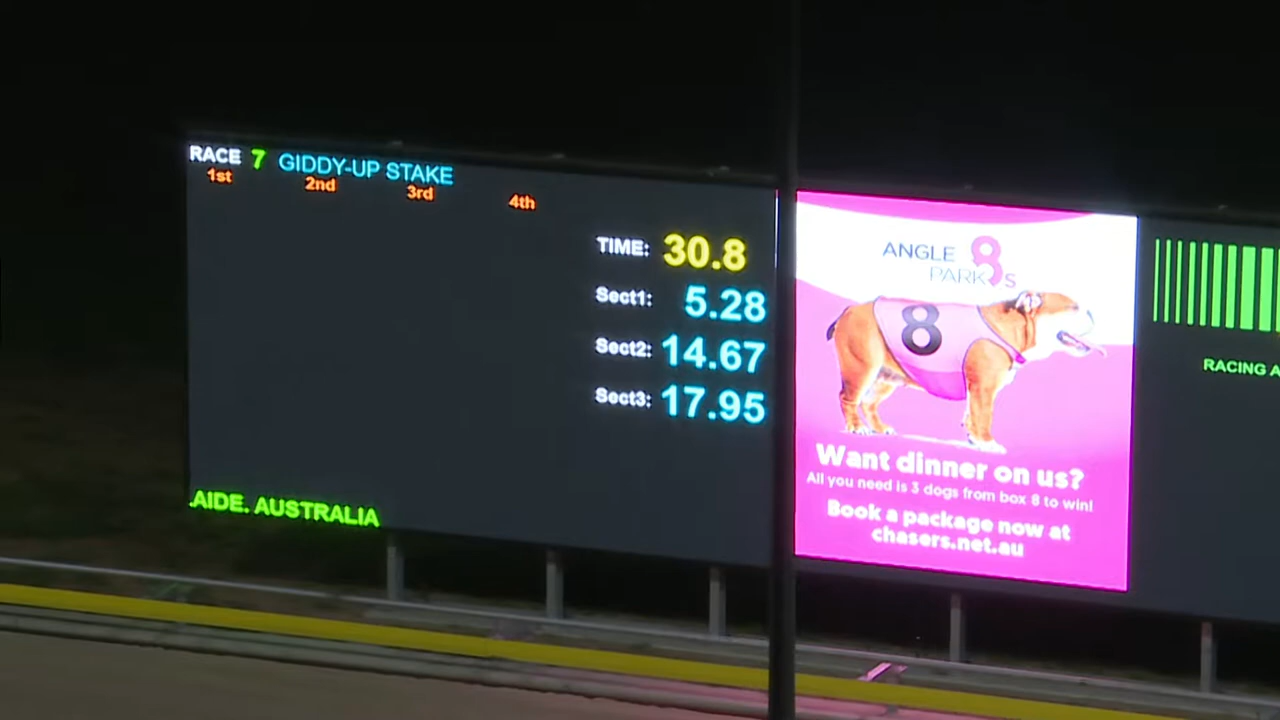 RACE 7 GIDDY-UP STAKE
1st 2nd 3rd 4th
TIME: 30.8
Sect1: 5.28
Sect2: 14.67
Sect3: 17.95
.AIDE. AUSTRALIA
ANGLE 8s
PARK
8
Want dinner on us?
All you need is 3 dogs from box 8 to win!
Book a package now at
chasers.net.au
RACING A